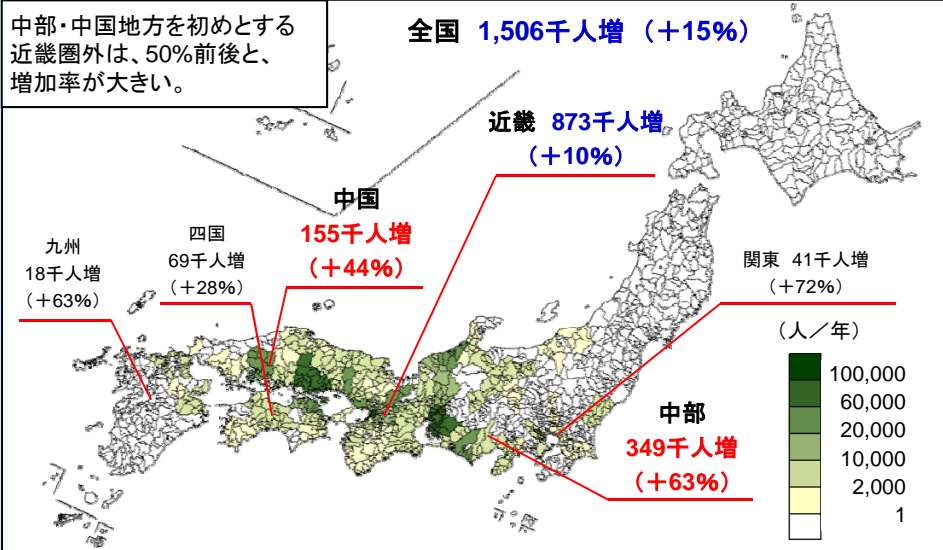 中部・中国地方を初めとする
近畿圏外は、50%前後と、
増加率が大きい。
全国 1,506千人増 （＋15%）
近畿 873千人増
（＋10%）
中国
155千人増
（＋44%）
九州
18千人増
（＋63%）
四国
69千人増
（＋28%）
関東 41千人増
（＋72%）
中部
349千人増
（＋63%）
（人／年）
100,000
60,000
20,000
10,000
2,000
1